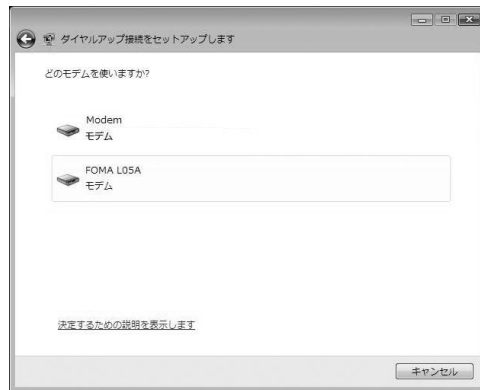 ダイヤルアップ接続をセットアップします
どのモデムを使いますか?
Modem
モデム
FOMA L05A
モデム
決定するための説明を表示します
キャンセル